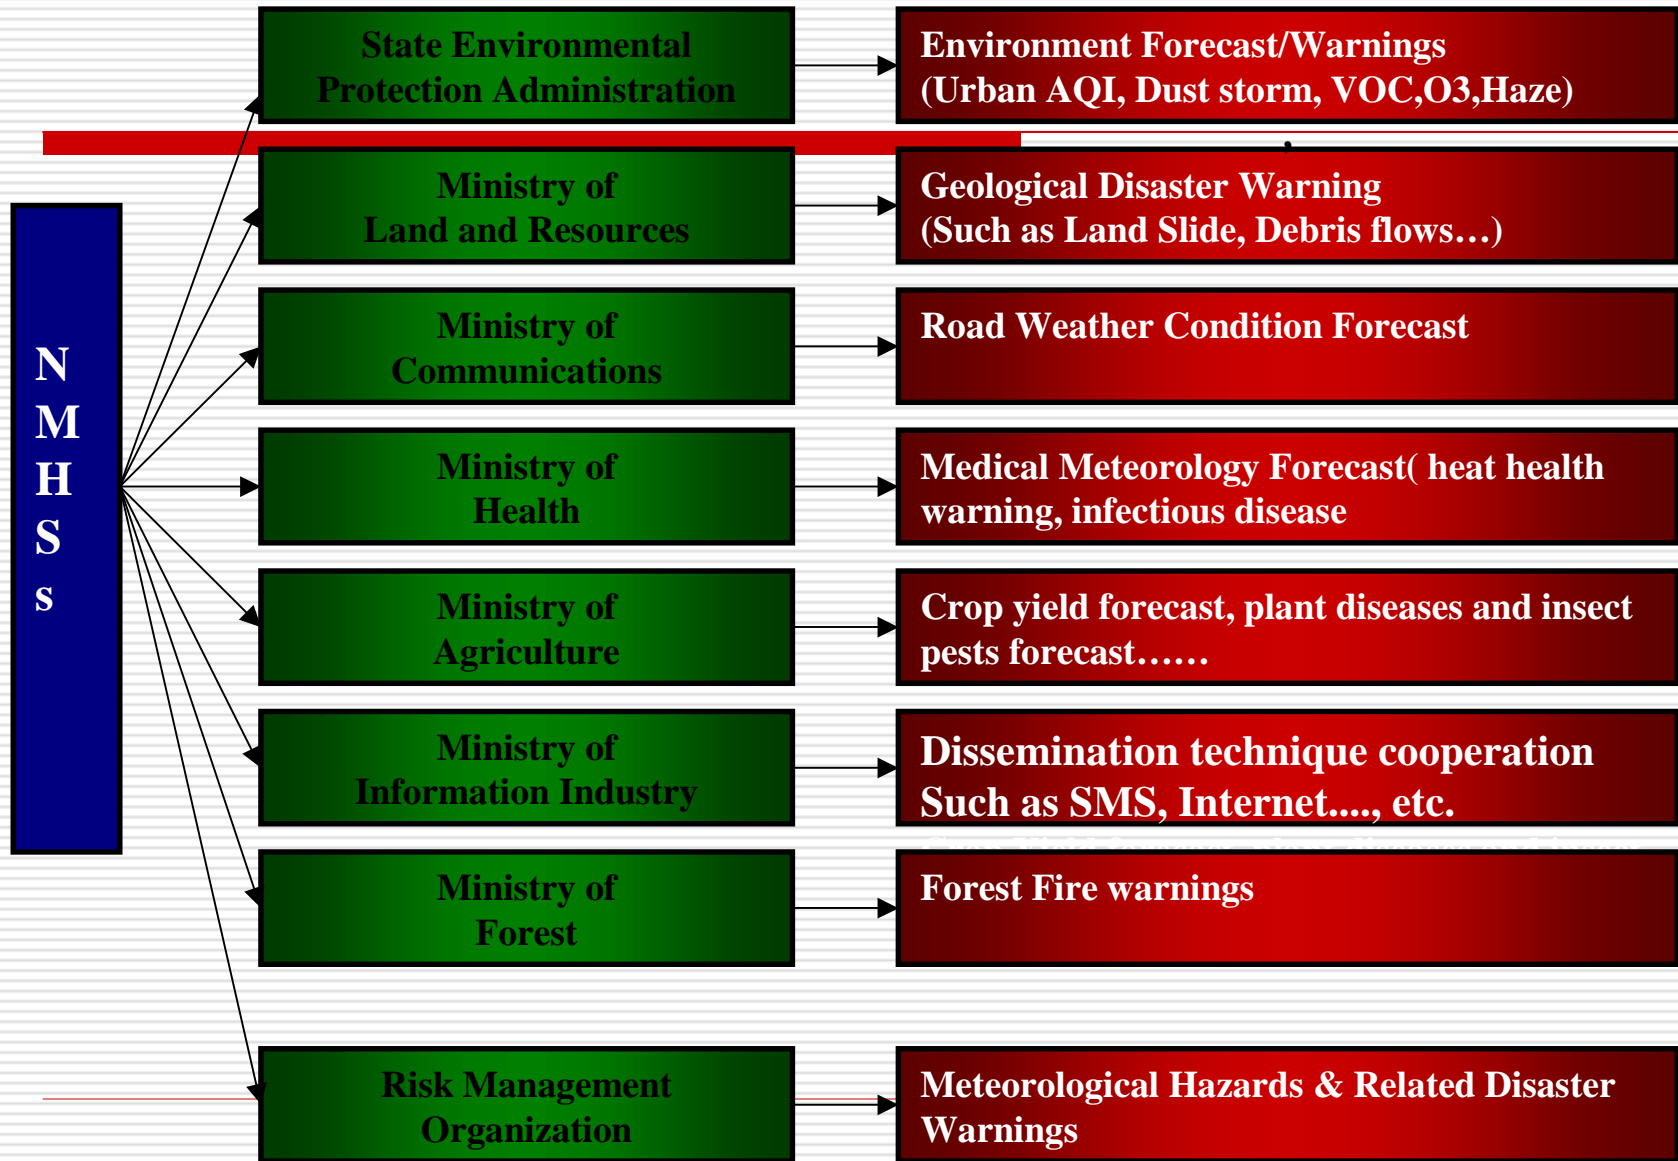 State Environmental
Protection Administration
Environment Forecast/Warnings
(Urban AQI, Dust storm, VOC,O3,Haze)
.
Ministry of
Land and Resources
Geological Disaster Warning
(Such as Land Slide, Debris flows…)
N
M
H
S
s
Ministry of
Communications
Road Weather Condition Forecast
Ministry of
Health
Medical Meteorology Forecast( heat health
warning, infectious disease
Ministry of
Agriculture
Crop yield forecast, plant diseases and insect
pests forecast……
Ministry of
Information Industry
Dissemination technique cooperation
Such as SMS, Internet...., etc.
Ministry of
Forest
Forest Fire warnings
Risk Management
Organization
Meteorological Hazards & Related Disaster
Warnings